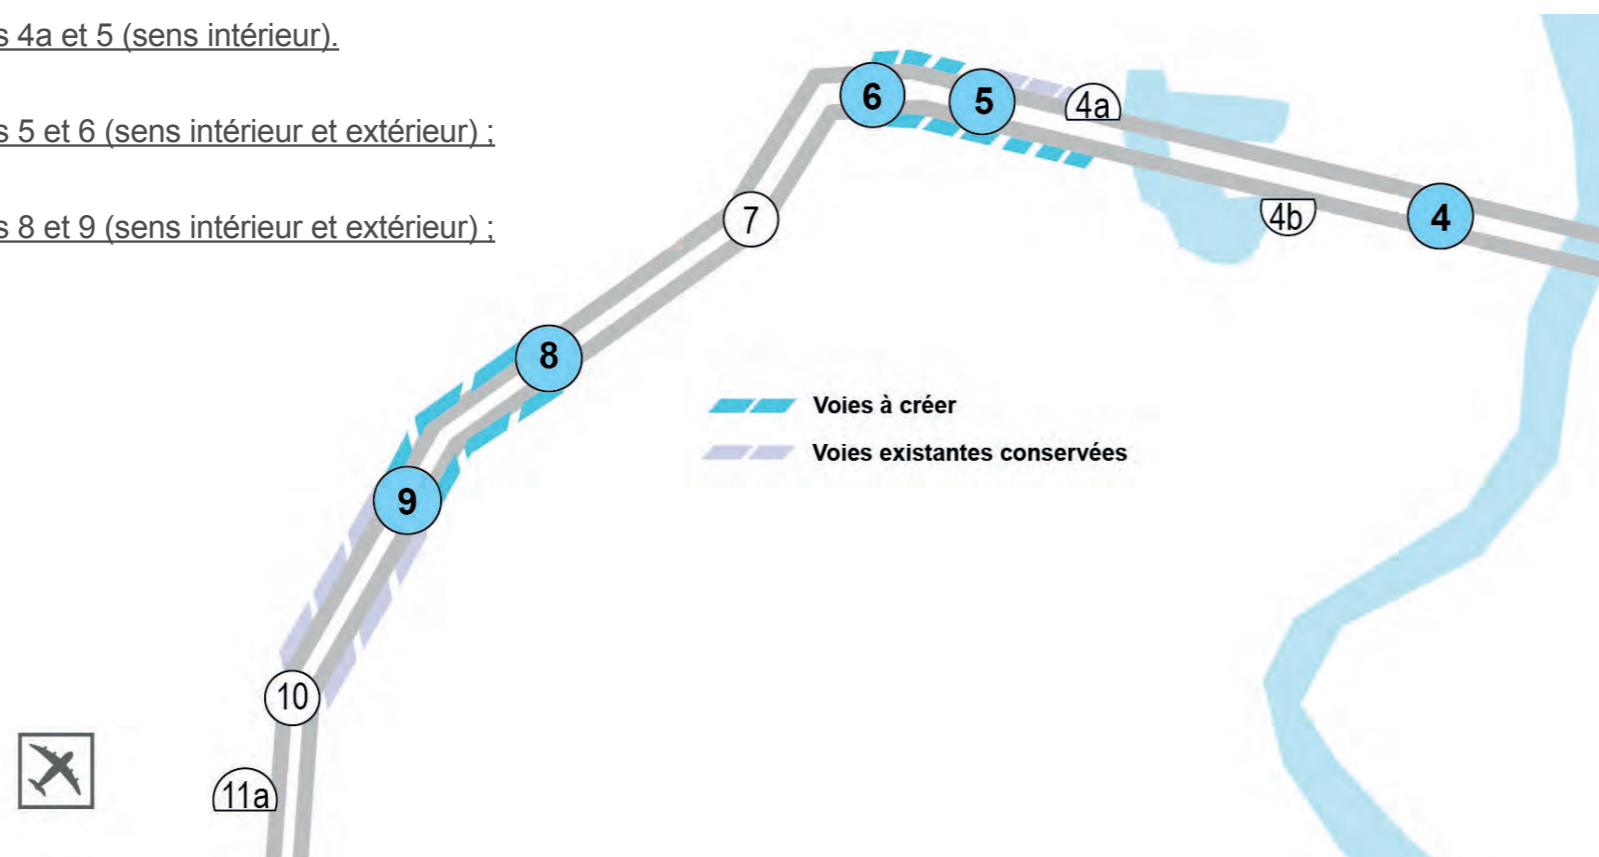 s 4a et 5 (sens intérieur).
s 5 et 6 (sens intérieur et extérieur) ;
s 8 et 9 (sens intérieur et extérieur) ;
6
5
4a
4b
4
7
8
Voies à créer
Voies existantes conservées
9
10
11a